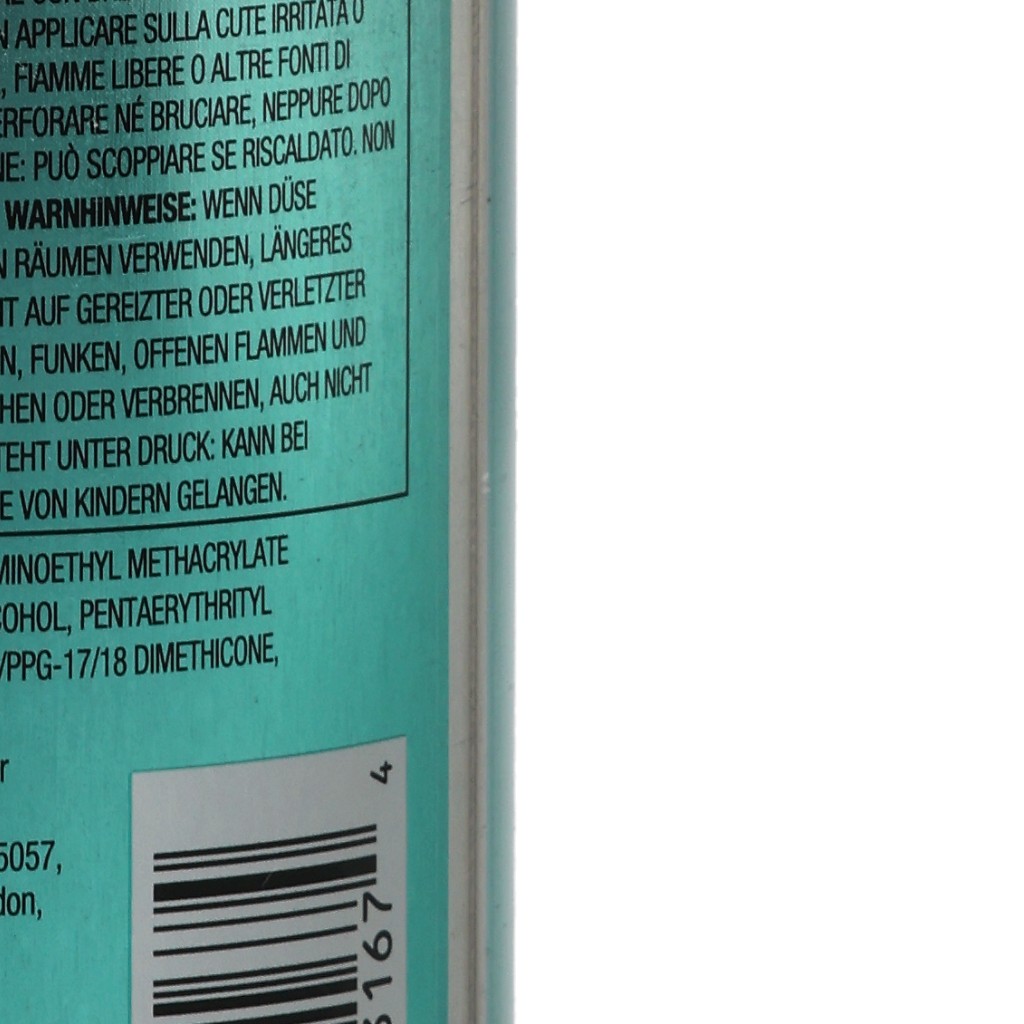 APPLICARE SULLA CUTE IRRITATA O
, FIAMME LIBERE O ALTRE FONTI DI
ERFORARE NÉ BRUCIARE, NEPPURE DOPO
NE: PUÒ SCOPPIARE SE RISCALDATO. NON
WARNHINWEISE: WENN DÜSE
N RÄUMEN VERWENDEN, LÄNGERES
HT AUF GEREIZTER ODER VERLETZTER
N, FUNKEN, OFFENEN FLAMMEN UND
HEN ODER VERBRENNEN, AUCH NICHT
TEHT UNTER DRUCK: KANN BEI
E VON KINDERN GELANGEN.
MINOETHYL METHACRYLATE
COHOL, PENTAERYTHRITYL
/PPG-17/18 DIMETHICONE,
r
5057,
don,
167 4